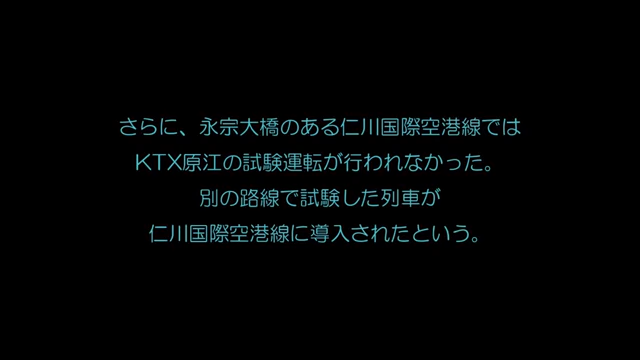 さらに、永宗大橋のある仁川国際空港線では
KTX原江の試験運転が行われなかった。
別の路線で試験した列車が
仁川国際空港線に導入されたという。